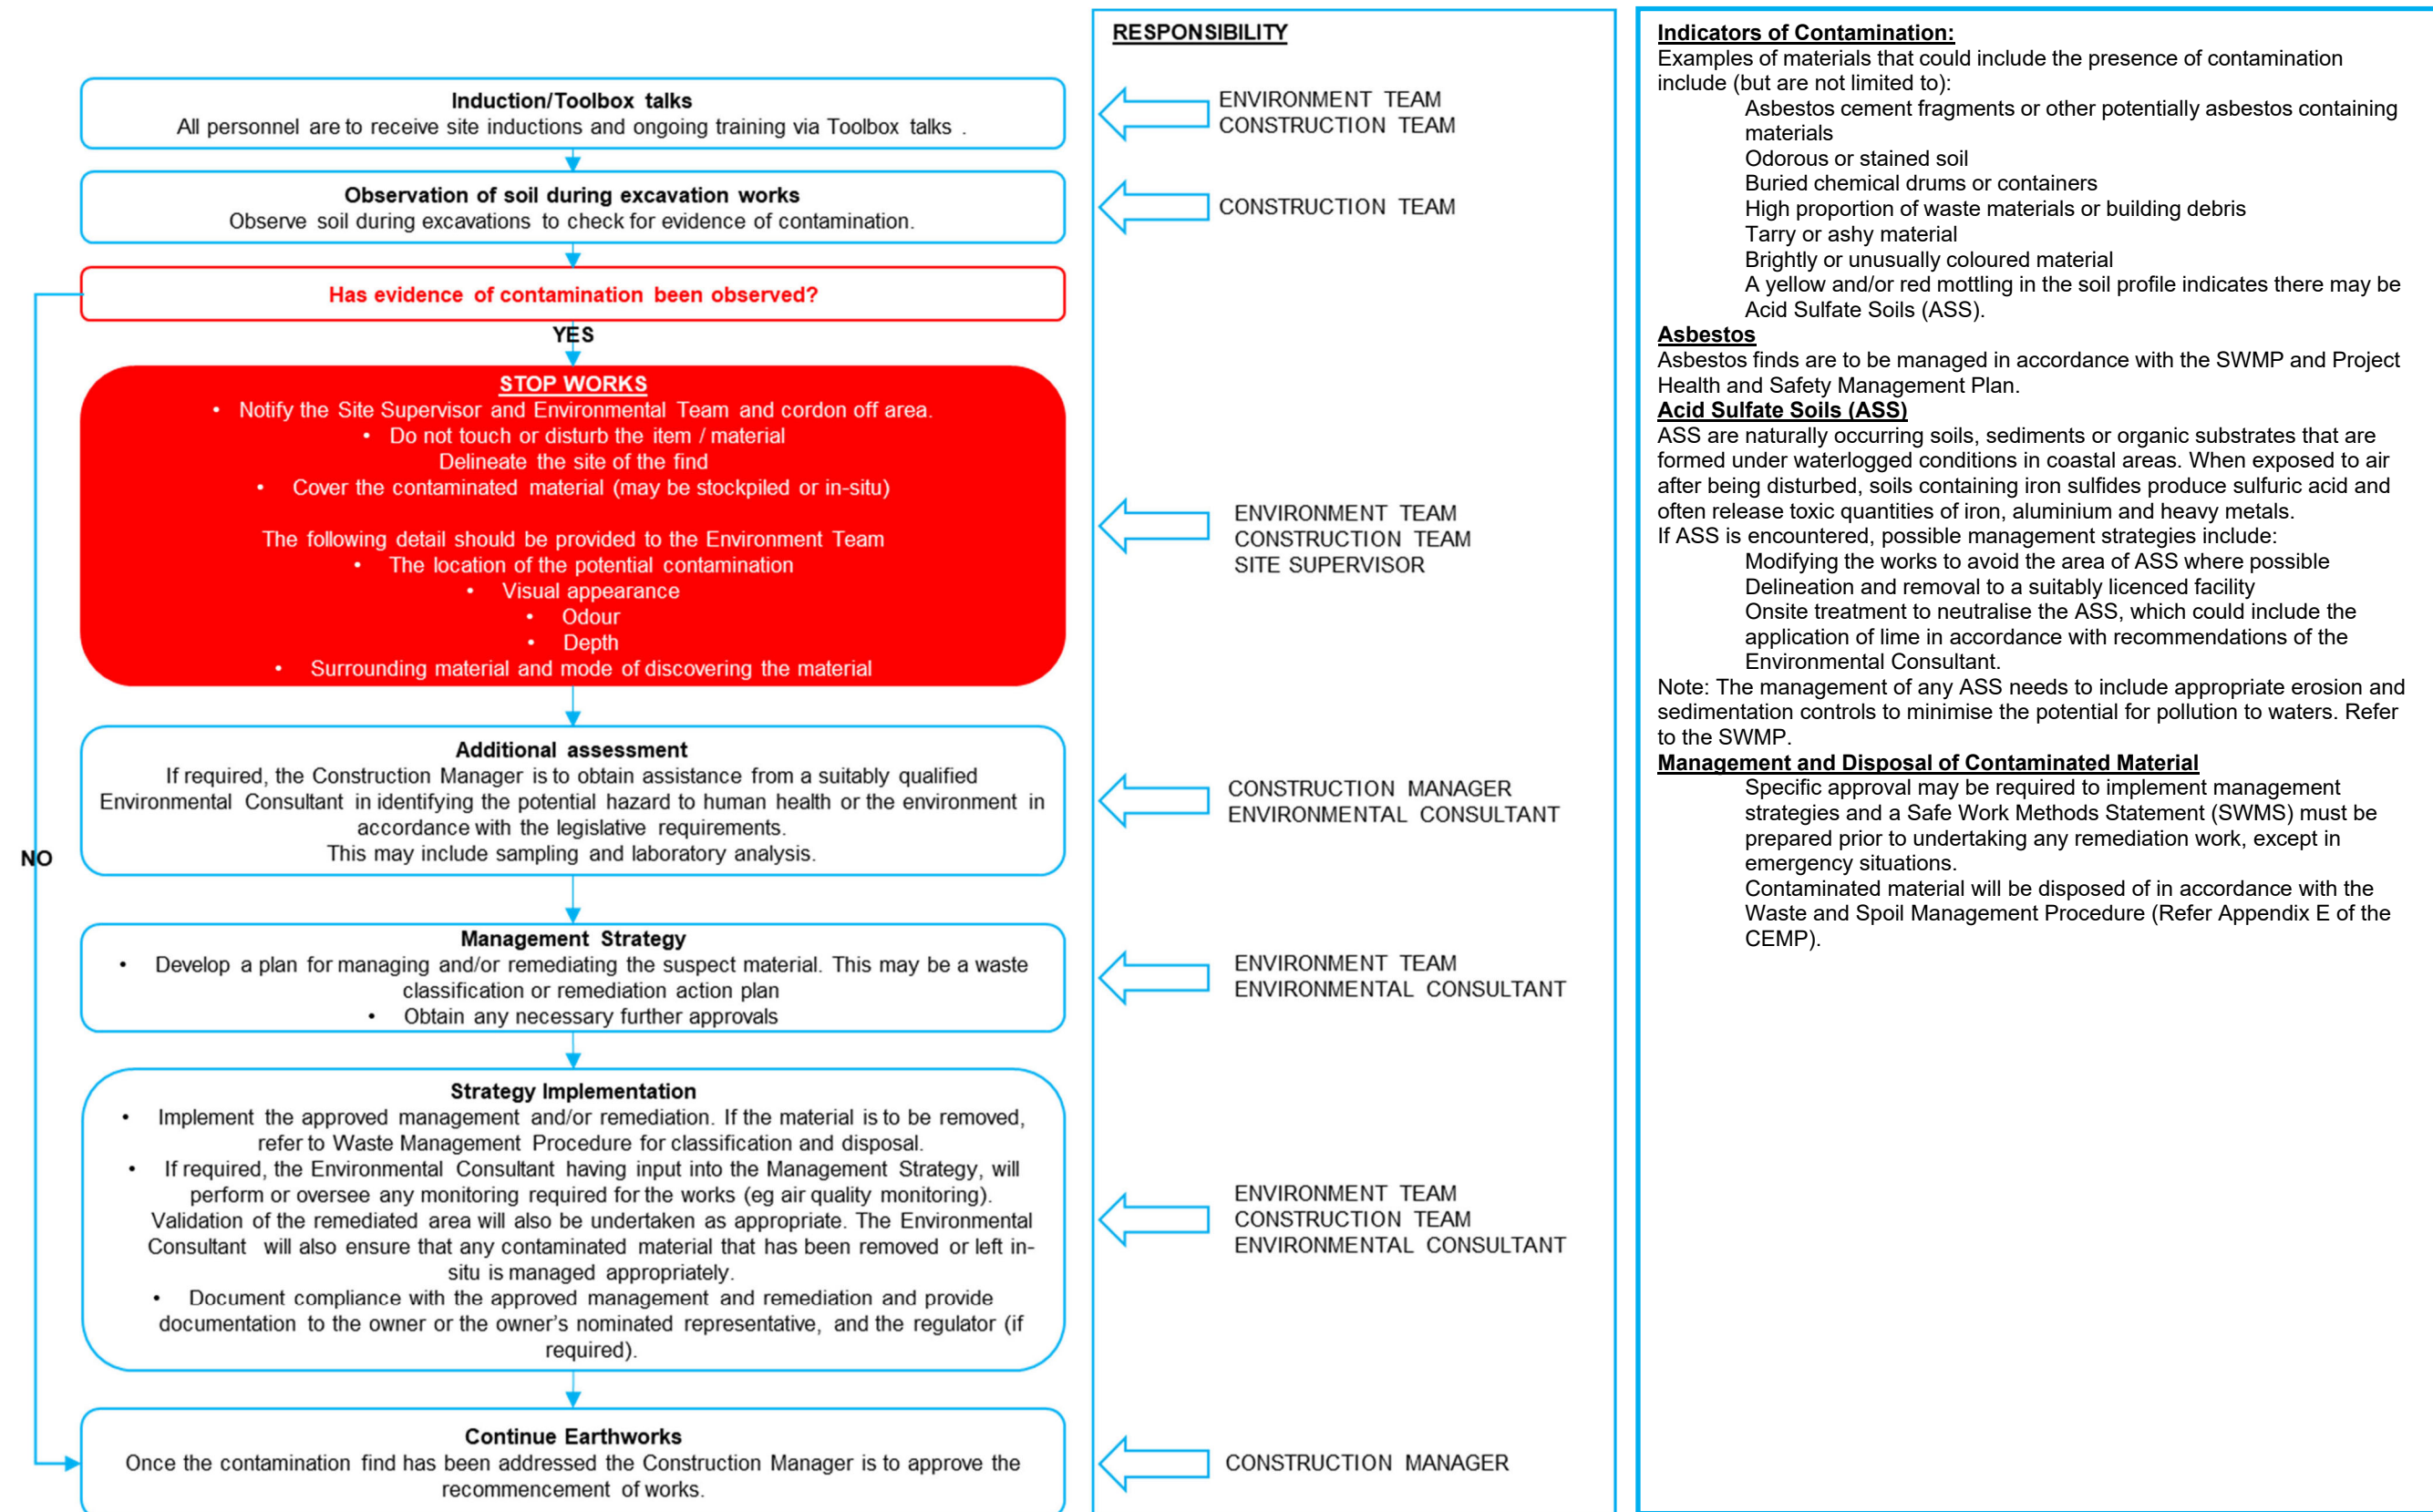 Induction/Toolbox talks
All personnel are to receive site inductions and ongoing training via Toolbox talks .
Observation of soil during excavation works
Observe soil during excavations to check for evidence of contamination.
Has evidence of contamination been observed?
YES
STOP WORKS
• Notify the Site Supervisor and Environmental Team and cordon off area.
• Do not touch or disturb the item / material
Delineate the site of the find
• Cover the contaminated material (may be stockpiled or in-situ)
The following detail should be provided to the Environment Team
• The location of the potential contamination
• Visual appearance
• Odour
• Depth
• Surrounding material and mode of discovering the material
Additional assessment
If required, the Construction Manager is to obtain assistance from a suitably qualified
Environmental Consultant in identifying the potential hazard to human health or the environment in
accordance with the legislative requirements.
This may include sampling and laboratory analysis.
NO
Management Strategy
• Develop a plan for managing and/or remediating the suspect material. This may be a waste
classification or remediation action plan
• Obtain any necessary further approvals
Strategy Implementation
• Implement the approved management and/or remediation. If the material is to be removed,
refer to Waste Management Procedure for classification and disposal.
• If required, the Environmental Consultant having input into the Management Strategy, will
perform or oversee any monitoring required for the works (eg air quality monitoring).
Validation of the remediated area will also be undertaken as appropriate. The Environmental
Consultant will also ensure that any contaminated material that has been removed or left in-
situ is managed appropriately.
• Document compliance with the approved management and remediation and provide
documentation to the owner or the owner's nominated representative, and the regulator (if
required).
Continue Earthworks
Once the contamination find has been addressed the Construction Manager is to approve the
recommencement of works.
RESPONSIBILITY
ENVIRONMENT TEAM
CONSTRUCTION TEAM
CONSTRUCTION TEAM
ENVIRONMENT TEAM
CONSTRUCTION TEAM
SITE SUPERVISOR
CONSTRUCTION MANAGER
ENVIRONMENTAL CONSULTANT
ENVIRONMENT TEAM
ENVIRONMENTAL CONSULTANT
ENVIRONMENT TEAM
CONSTRUCTION TEAM
ENVIRONMENTAL CONSULTANT
CONSTRUCTION MANAGER
Indicators of Contamination:
Examples of materials that could include the presence of contamination
include (but are not limited to):
Asbestos cement fragments or other potentially asbestos containing
materials
Odorous or stained soil
Buried chemical drums or containers
High proportion of waste materials or building debris
Tarry or ashy material
Brightly or unusually coloured material
A yellow and/or red mottling in the soil profile indicates there may be
Acid Sulfate Soils (ASS).
Asbestos
Asbestos finds are to be managed in accordance with the SWMP and Project
Health and Safety Management Plan.
Acid Sulfate Soils (ASS)
ASS are naturally occurring soils, sediments or organic substrates that are
formed under waterlogged conditions in coastal areas. When exposed to air
after being disturbed, soils containing iron sulfides produce sulfuric acid and
often release toxic quantities of iron, aluminium and heavy metals.
If ASS is encountered, possible management strategies include:
Modifying the works to avoid the area of ASS where possible
Delineation and removal to a suitably licenced facility
Onsite treatment to neutralise the ASS, which could include the
application of lime in accordance with recommendations of the
Environmental Consultant.
Note: The management of any ASS needs to include appropriate erosion and
sedimentation controls to minimise the potential for pollution to waters. Refer
to the SWMP.
Management and Disposal of Contaminated Material
Specific approval may be required to implement management
strategies and a Safe Work Methods Statement (SWMS) must be
prepared prior to undertaking any remediation work, except in
emergency situations.
Contaminated material will be disposed of in accordance with the
Waste and Spoil Management Procedure (Refer Appendix E of the
CEMP).